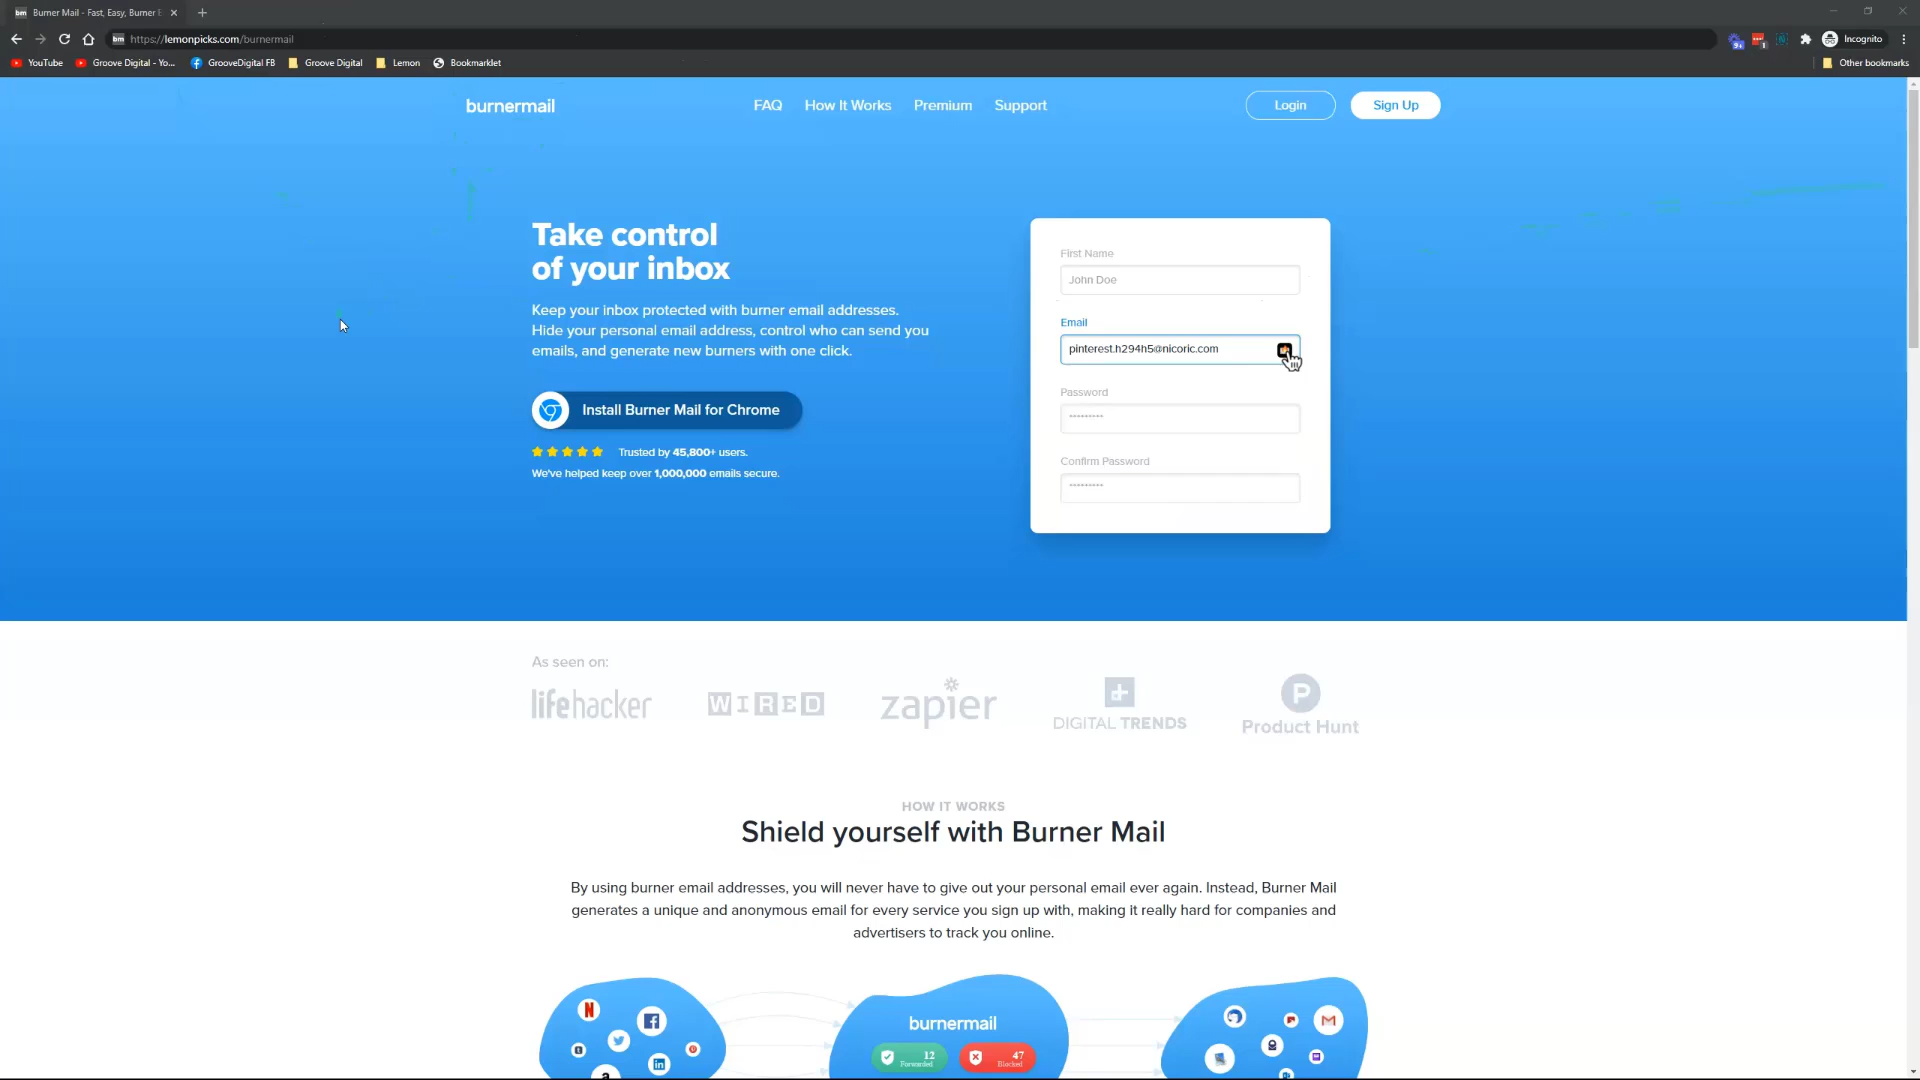 bm Burner Mail - Fast, Easy, Burner E
bm https://lemonpicks.com/burnermail
9+
1
Incognito
YouTube
Groove Digital - Yo...
GrooveDigital FB
Groove Digital
Lemon
Bookmarklet
Other bookmarks
burnermail
FAQ
How It Works
Premium
Support
Login
Sign Up
Take control
of your inbox
Keep your inbox protected with burner email addresses.
Hide your personal email address, control who can send you
emails, and generate new burners with one click.
Install Burner Mail for Chrome
Trusted by 45,800+ users.
We've helped keep over 1,000,000 emails secure.
First Name
John Doe
Email
pinterest.h294h5@nicoric.com
Password
Confirm Password
As seen on:
lifehacker
WIRED
zapier
DIGITAL TRENDS
P
Product Hunt
HOW IT WORKS
Shield yourself with Burner Mail
By using burner email addresses, you will never have to give out your personal email ever again. Instead, Burner Mail
generates a unique and anonymous email for every service you sign up with, making it really hard for companies and
advertisers to track you online.
burnermail
12
Forwarded
47
Blocked